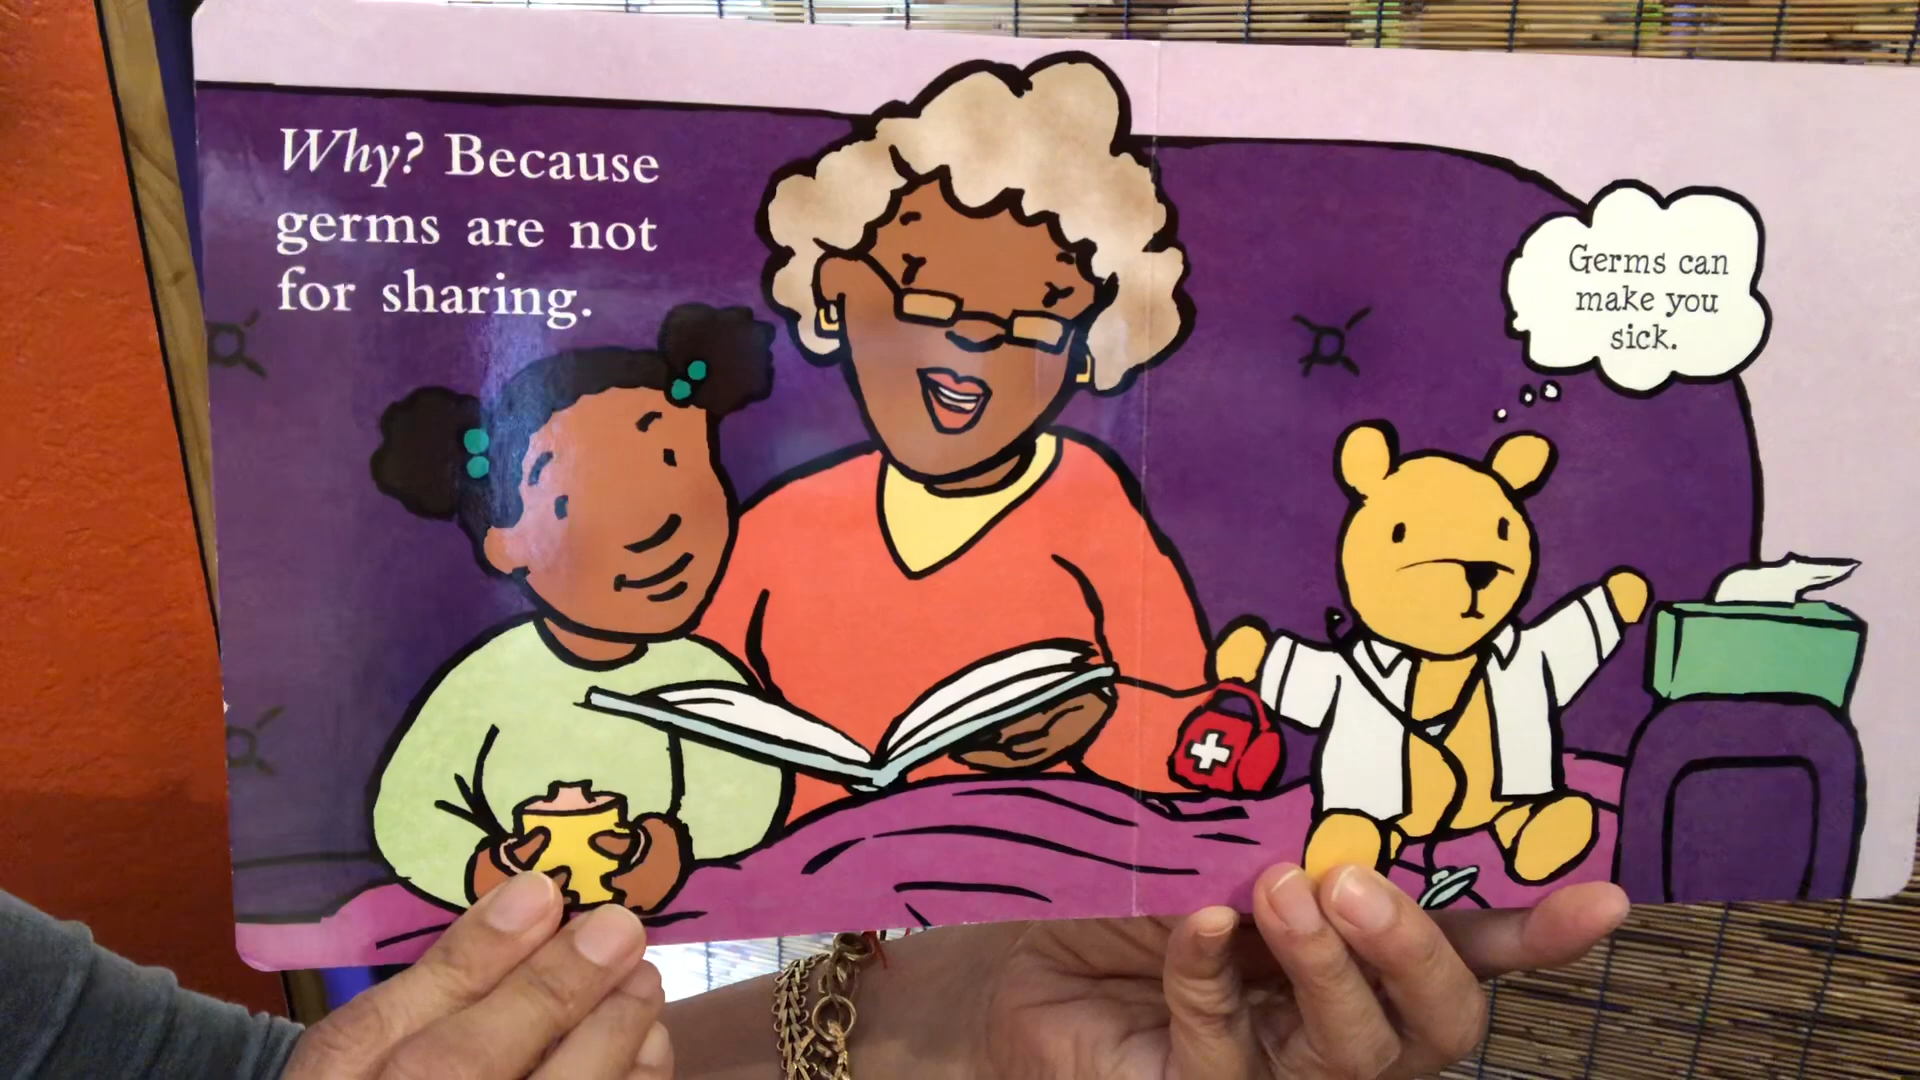 Why? Because
germs are not
for sharing.
Germs can
make you
sick.